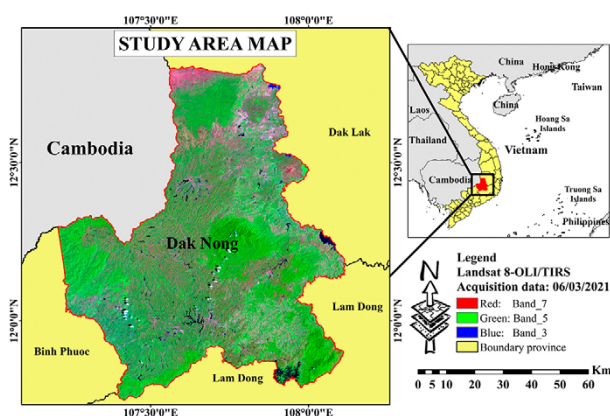 107°30'0"E
108°0'0"E
STUDY AREA MAP
Cambodia
Dak Lak
Dak Nong
Lam Dong
Binh Phuoc
Lam Dong
12°30'0"N
12°0'0"N
12°30'0"N
12°0'0"N
107°30'0"E
108°0'0"E
China
Hong Kong
Taiwan
Laos
China
Hoang Sa
Islands
Thailand
Vietnam
Cambodia
Truong Sa
Islands
Philippines
Legend
Landsat 8-OLI/TIRS
Acquisition data: 06/03/2021
Red: Band_7
Green: Band_5
Blue: Band_3
Boundary province
N
Km
0 5 10 20 30 40 50 60